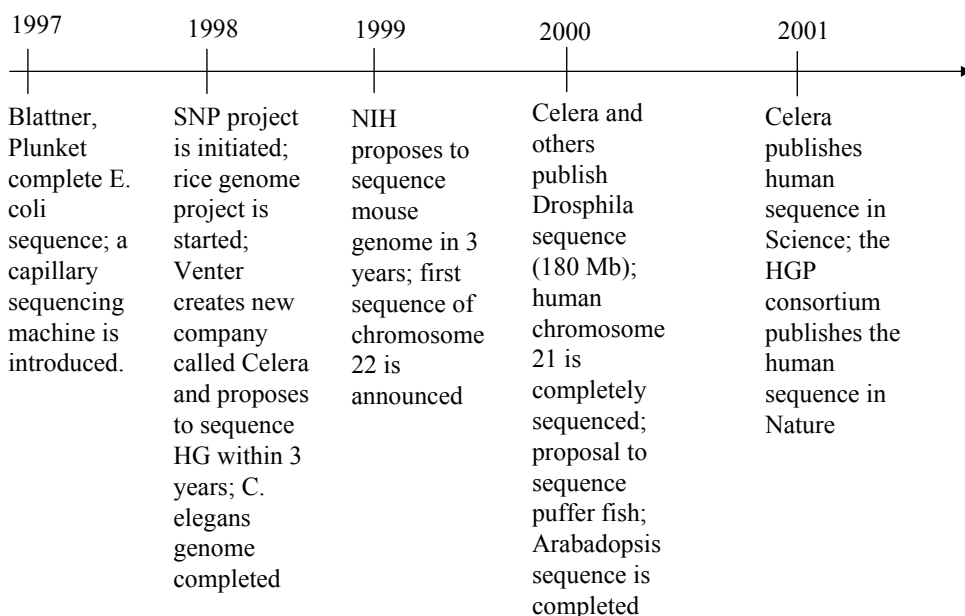 1997
1998
1999
2000
2001
Blattner,
Plunket
complete E.
coli
sequence; a
capillary
sequencing
machine is
introduced.
SNP project
is initiated;
rice genome
project is
started;
Venter
creates new
company
called Celera
and proposes
to sequence
HG within 3
years; C.
elegans
genome
completed
NIH
proposes to
sequence
mouse
genome in 3
years; first
sequence of
chromosome
22 is
announced
Celera and
others
publish
Drosphila
sequence
(180 Mb);
human
chromosome
21 is
completely
sequenced;
proposal to
sequence
puffer fish;
Arabadopsis
sequence is
completed
Celera
publishes
human
sequence in
Science; the
HGP
consortium
publishes the
human
sequence in
Nature